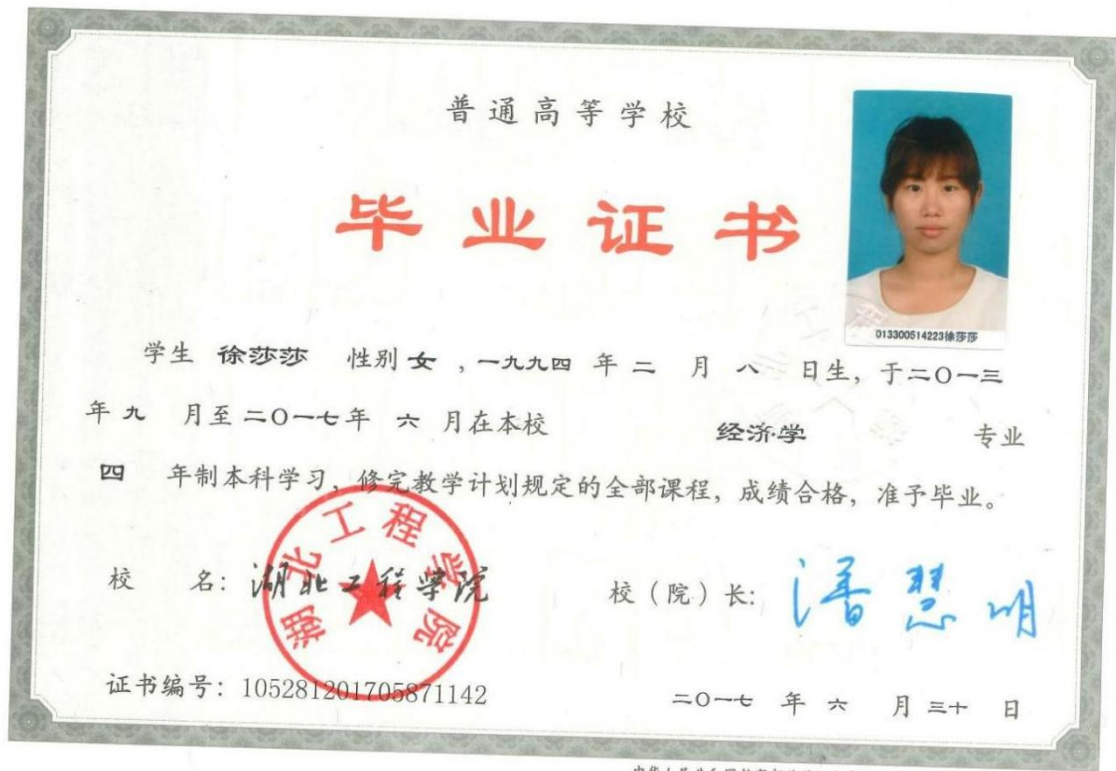 普通高等学校
毕业证书
013300514223徐莎莎
学生 徐莎莎 性别 女 ，一九九四 年 二 月 八 日生，于二〇一三
年 九 月至 二〇一七年 六 月在本校 经济学 专业
四 年制本科学习，修完教学计划规定的全部课程，成绩合格，准予毕业。
湖北工程学院
校 名：湖北工程学院 校（院）长：潘慧明
证书编号：105281201705871142 二〇一七 年 六 月 三十 日